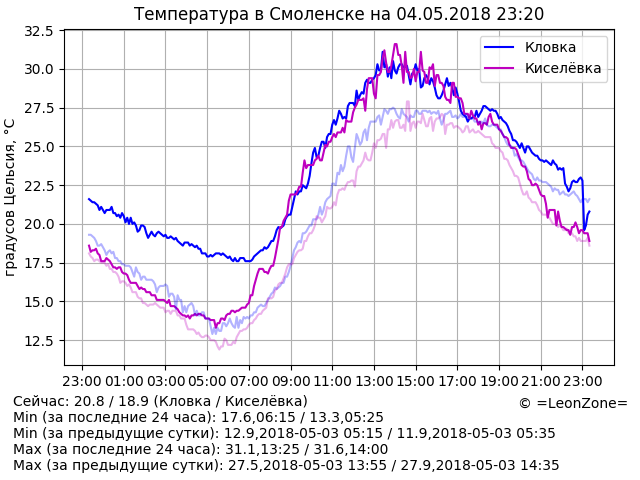 Температура в Смоленске на 04.05.2018 23:20
градусов Цельсия, °C
32.5
30.0
27.5
25.0
22.5
20.0
17.5
15.0
12.5
Кловка
Киселёвка
23:00 01:00 03:00 05:00 07:00 09:00 11:00 13:00 15:00 17:00 19:00 21:00 23:00
Сейчас: 20.8 / 18.9 (Кловка / Киселёвка)
© =LeonZone=
Min (за последние 24 часа): 17.6,06:15 / 13.3,05:25
Min (за предыдущие сутки): 12.9,2018-05-03 05:15 / 11.9,2018-05-03 05:35
Max (за последние 24 часа): 31.1,13:25 / 31.6,14:00
Max (за предыдущие сутки): 27.5,2018-05-03 13:55 / 27.9,2018-05-03 14:35